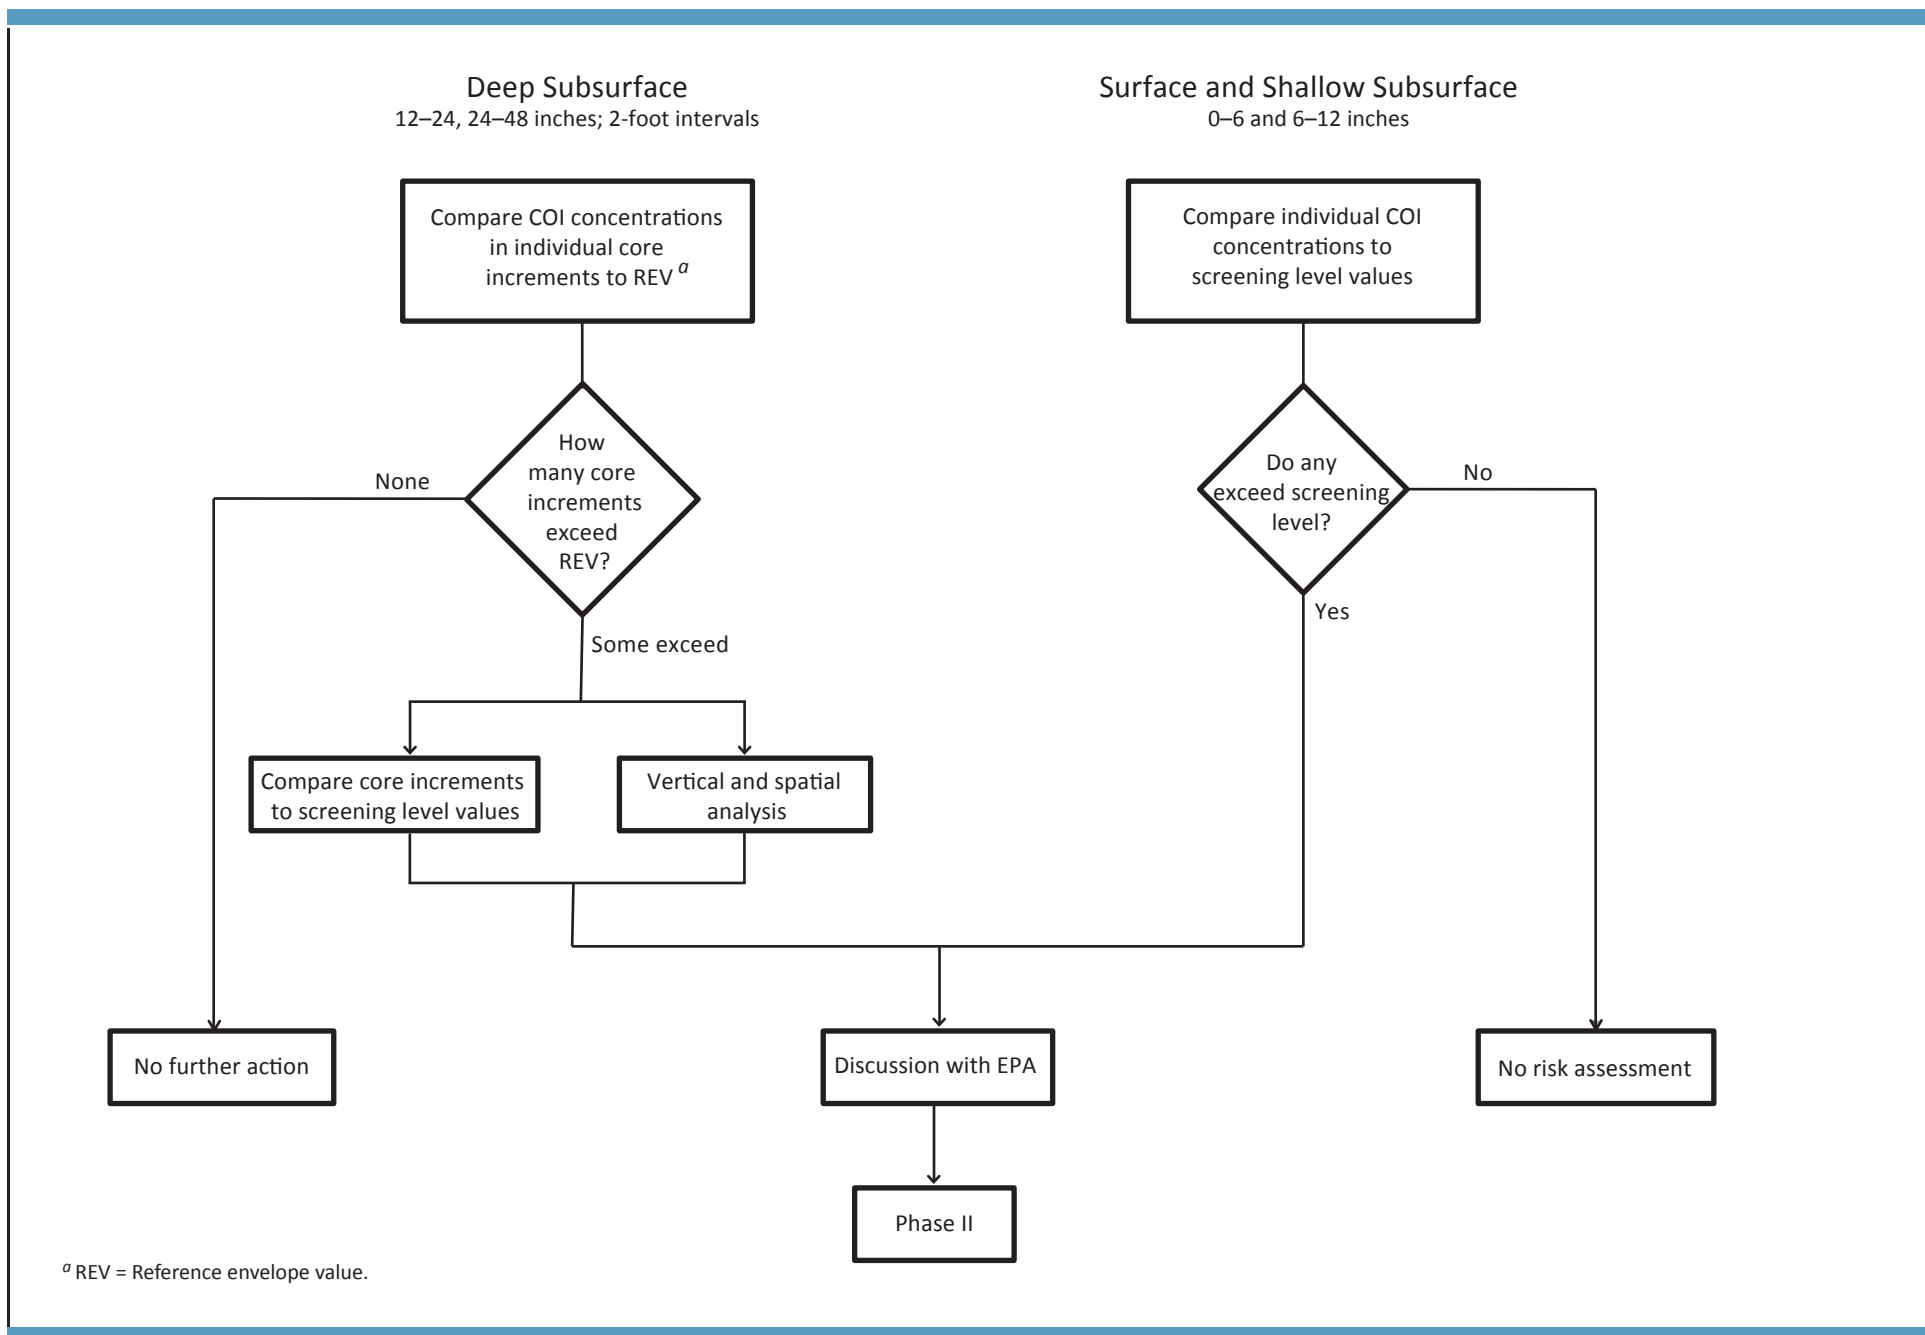 Deep Subsurface
12–24, 24–48 inches; 2-foot intervals
Surface and Shallow Subsurface
0–6 and 6–12 inches
Compare COI concentrations
in individual core
increments to REV a
Compare individual COI
concentrations to
screening level values
How
many core
increments
exceed
REV?
None
Some exceed
Do any
exceed screening
level?
No
Yes
Compare core increments
to screening level values
Vertical and spatial
analysis
No further action
Discussion with EPA
No risk assessment
Phase II
a REV = Reference envelope value.